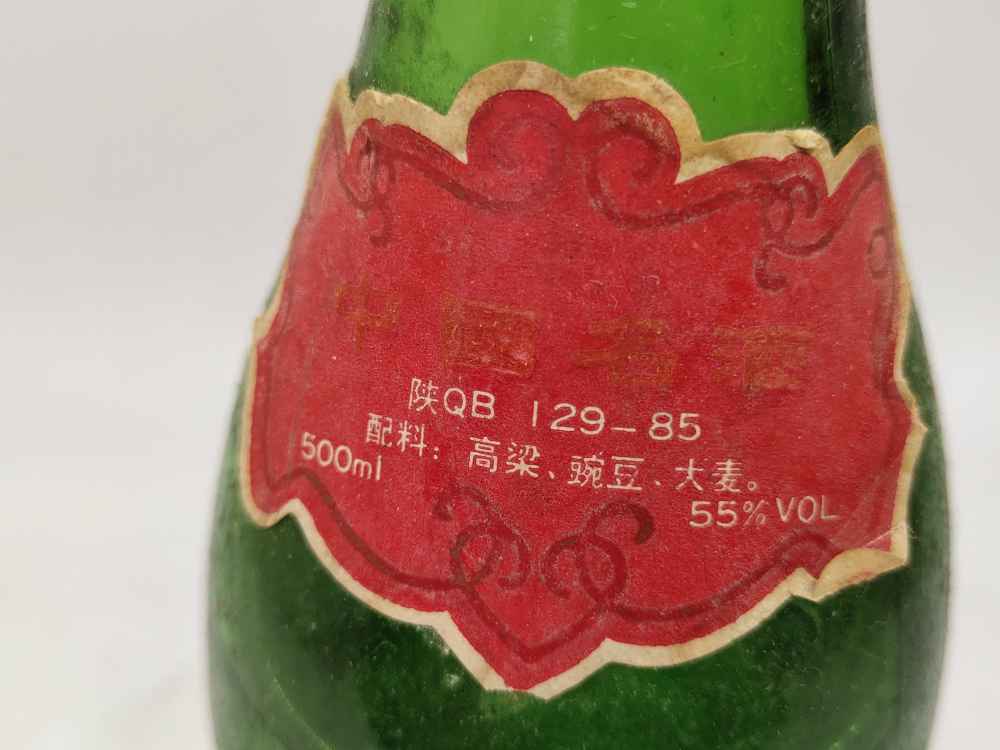 中国名酒
陕QB 129-85
配料：高粱、豌豆、大麦。
500ml
55% VOL